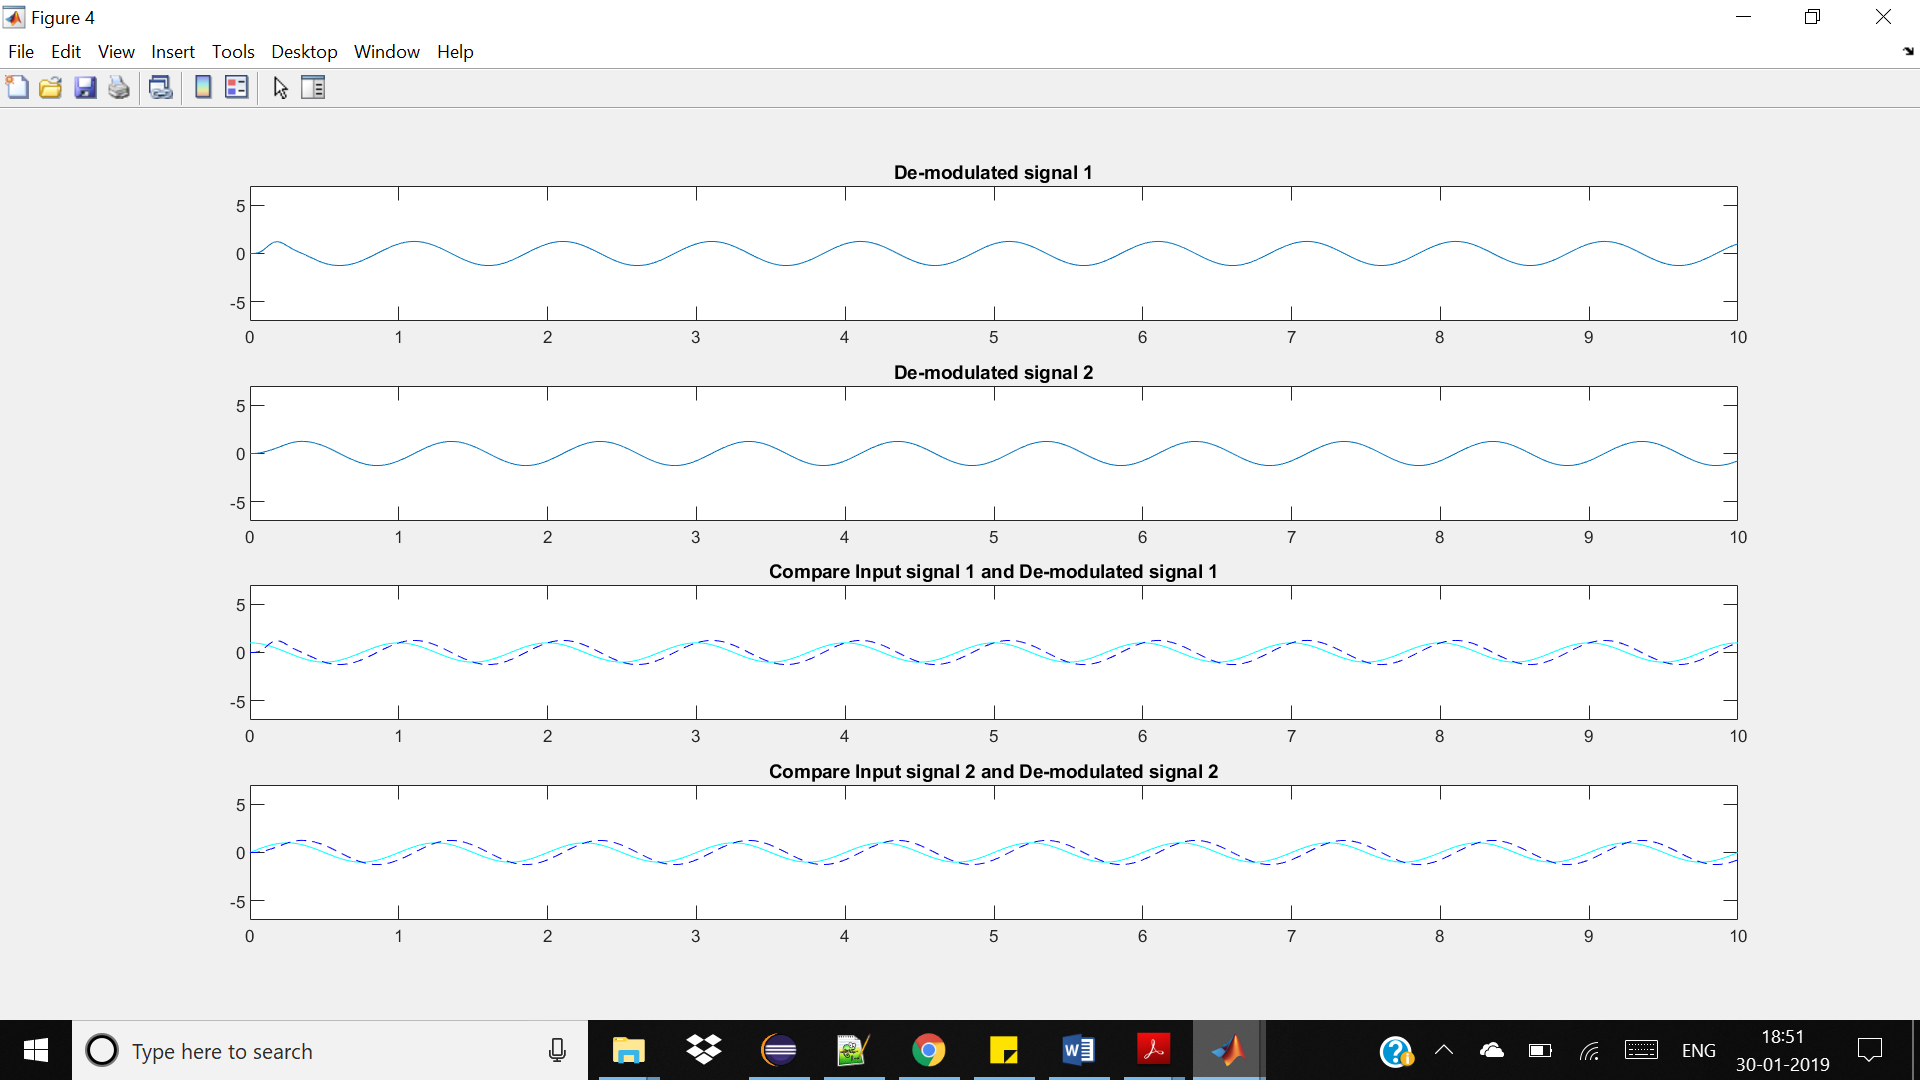 Figure 4
File Edit View Insert Tools Desktop Window Help
De-modulated signal 1
5
0
-5
0 1 2 3 4 5 6 7 8 9 10
De-modulated signal 2
5
0
-5
0 1 2 3 4 5 6 7 8 9 10
Compare Input signal 1 and De-modulated signal 1
5
0
-5
0 1 2 3 4 5 6 7 8 9 10
Compare Input signal 2 and De-modulated signal 2
5
0
-5
0 1 2 3 4 5 6 7 8 9 10
Type here to search
ENG
18:51
30-01-2019